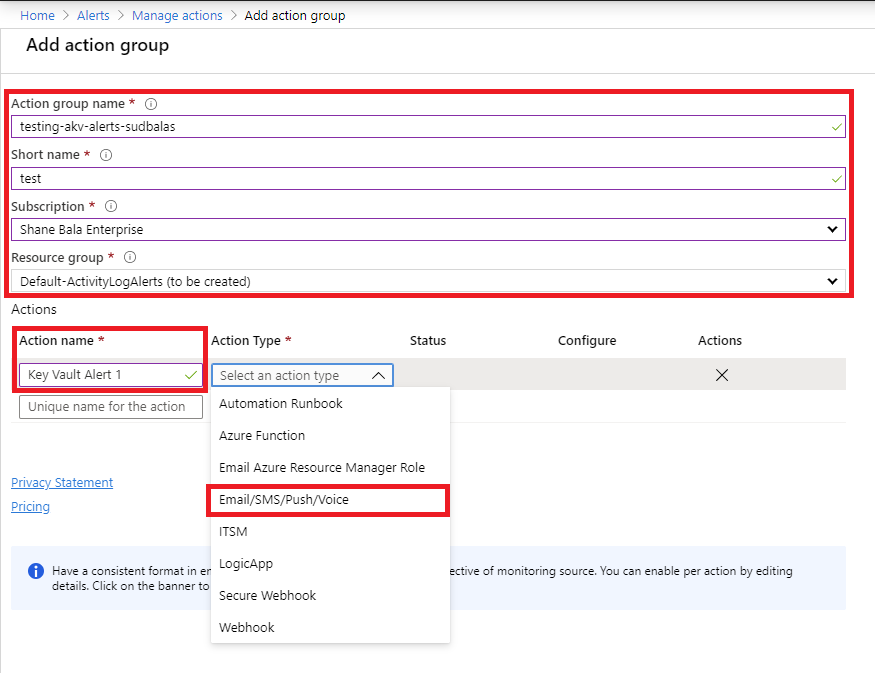 Home > Alerts > Manage actions > Add action group
Add action group
Action group name *
testing-akv-alerts-sudbalas
Short name *
test
Subscription *
Shane Bala Enterprise
Resource group *
Default-ActivityLogAlerts (to be created)
Actions
Action name * Action Type * Status Configure Actions
Key Vault Alert 1 Select an action type
Unique name for the action
Automation Runbook
Azure Function
Email Azure Resource Manager Role
Email/SMS/Push/Voice
ITSM
LogicApp
Secure Webhook
Webhook
Privacy Statement
Pricing
Have a consistent format in of monitoring source. You can enable per action by editing
details. Click on the banner to